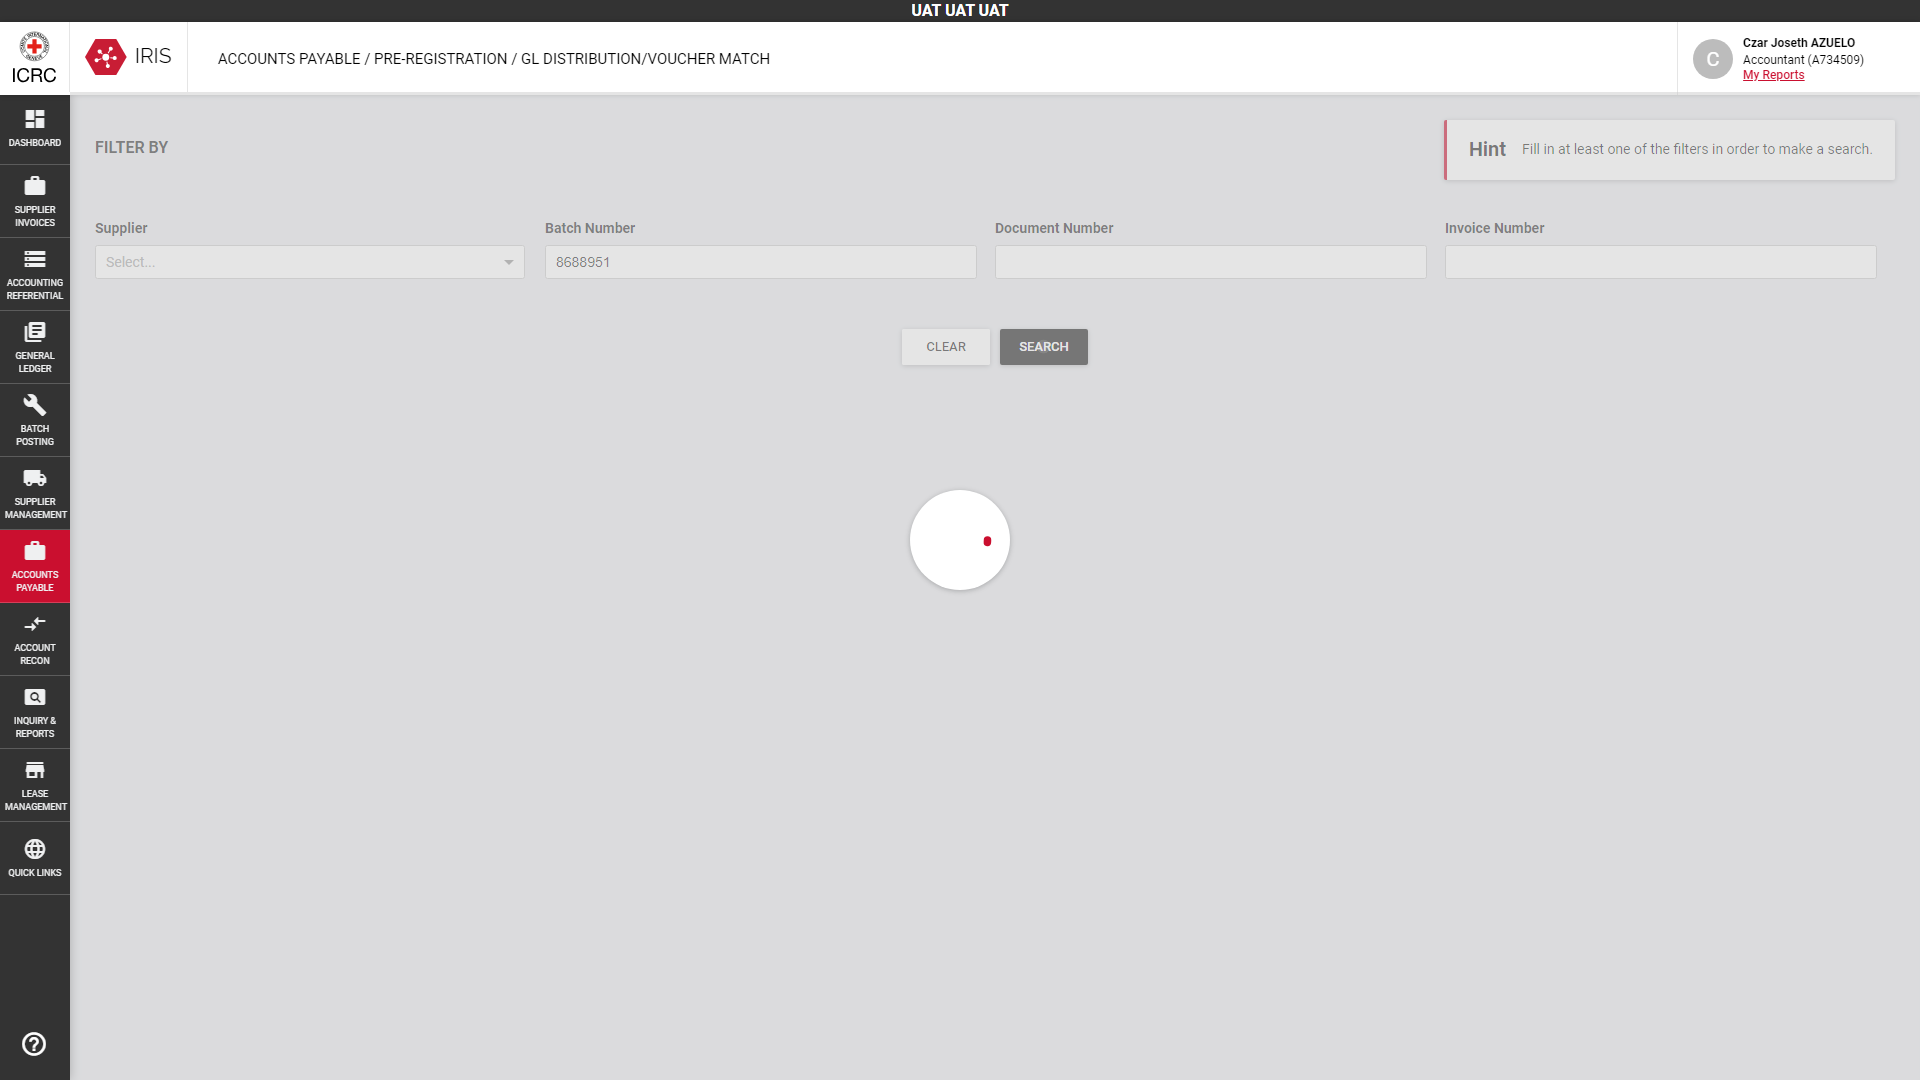 UAT UAT UAT
ICRC
IRIS
ACCOUNTS PAYABLE / PRE-REGISTRATION / GL DISTRIBUTION/VOUCHER MATCH
C
Czar Joseth AZUELO
Accountant (A734509)
My Reports
DASHBOARD
SUPPLIER
INVOICES
ACCOUNTING
REFERENTIAL
GENERAL
LEDGER
BATCH
POSTING
SUPPLIER
MANAGEMENT
ACCOUNTS
PAYABLE
ACCOUNT
RECON
INQUIRY &
REPORTS
LEASE
MANAGEMENT
QUICK LINKS
FILTER BY
Hint Fill in at least one of the filters in order to make a search.
Supplier
Select...
Batch Number
8688951
Document Number
Invoice Number
CLEAR
SEARCH